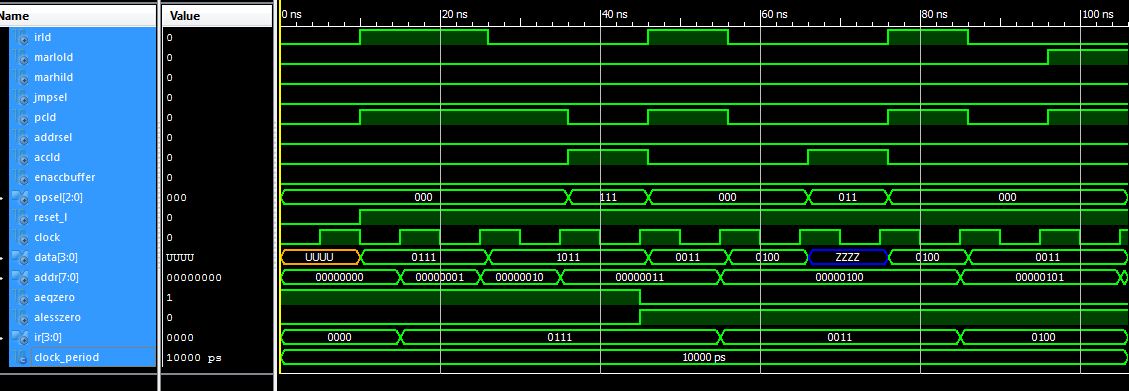 Name Value 0 ns 20 ns 40 ns 60 ns 80 ns 100 ns
irld 0
marlold 0
marhild 0
jmpsel 0
pcld 0
addrsel 0
accld 0
enaccbuffer 0
opsel[2:0] 000 000 111 000 011 000
reset_l 0
clock 0
data[3:0] UUUU UUUU 0111 1011 0011 0100 ZZZZ 0100 0011
addr[7:0] 00000000 00000000 00000001 00000010 00000011 00000100 00000101
aeqzero 1
alesszero 0
ir[3:0] 0000 0000 0111 0011 0100
clock_period 10000 ps 10000 ps